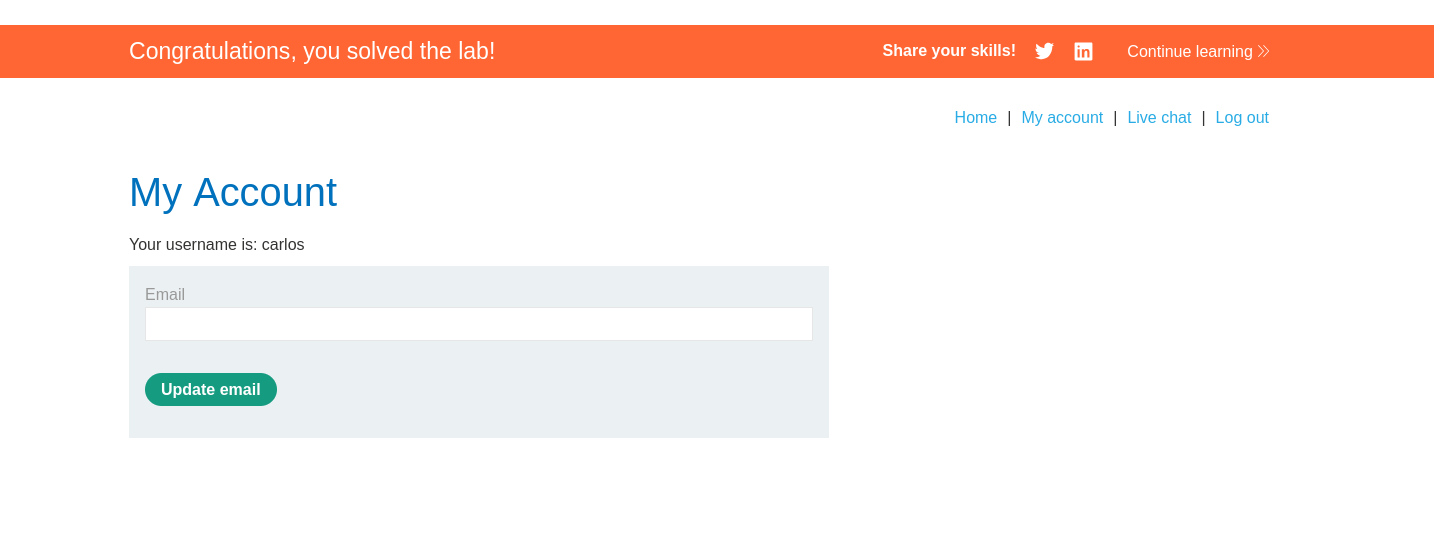 Congratulations, you solved the lab!
Share your skills!
Continue learning
Home | My account | Live chat | Log out
My Account
Your username is: carlos
Email
Update email